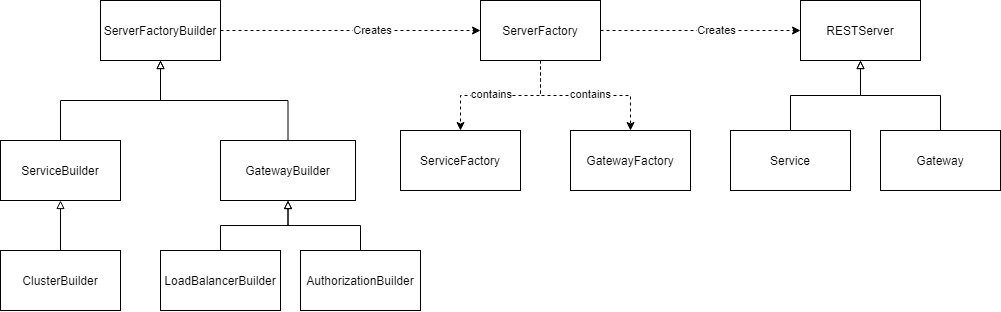 ServerFactoryBuilder
Creates
ServerFactory
Creates
RESTServer
contains
contains
ServiceBuilder
GatewayBuilder
ServiceFactory
GatewayFactory
Service
Gateway
ClusterBuilder
LoadBalancerBuilder
AuthorizationBuilder